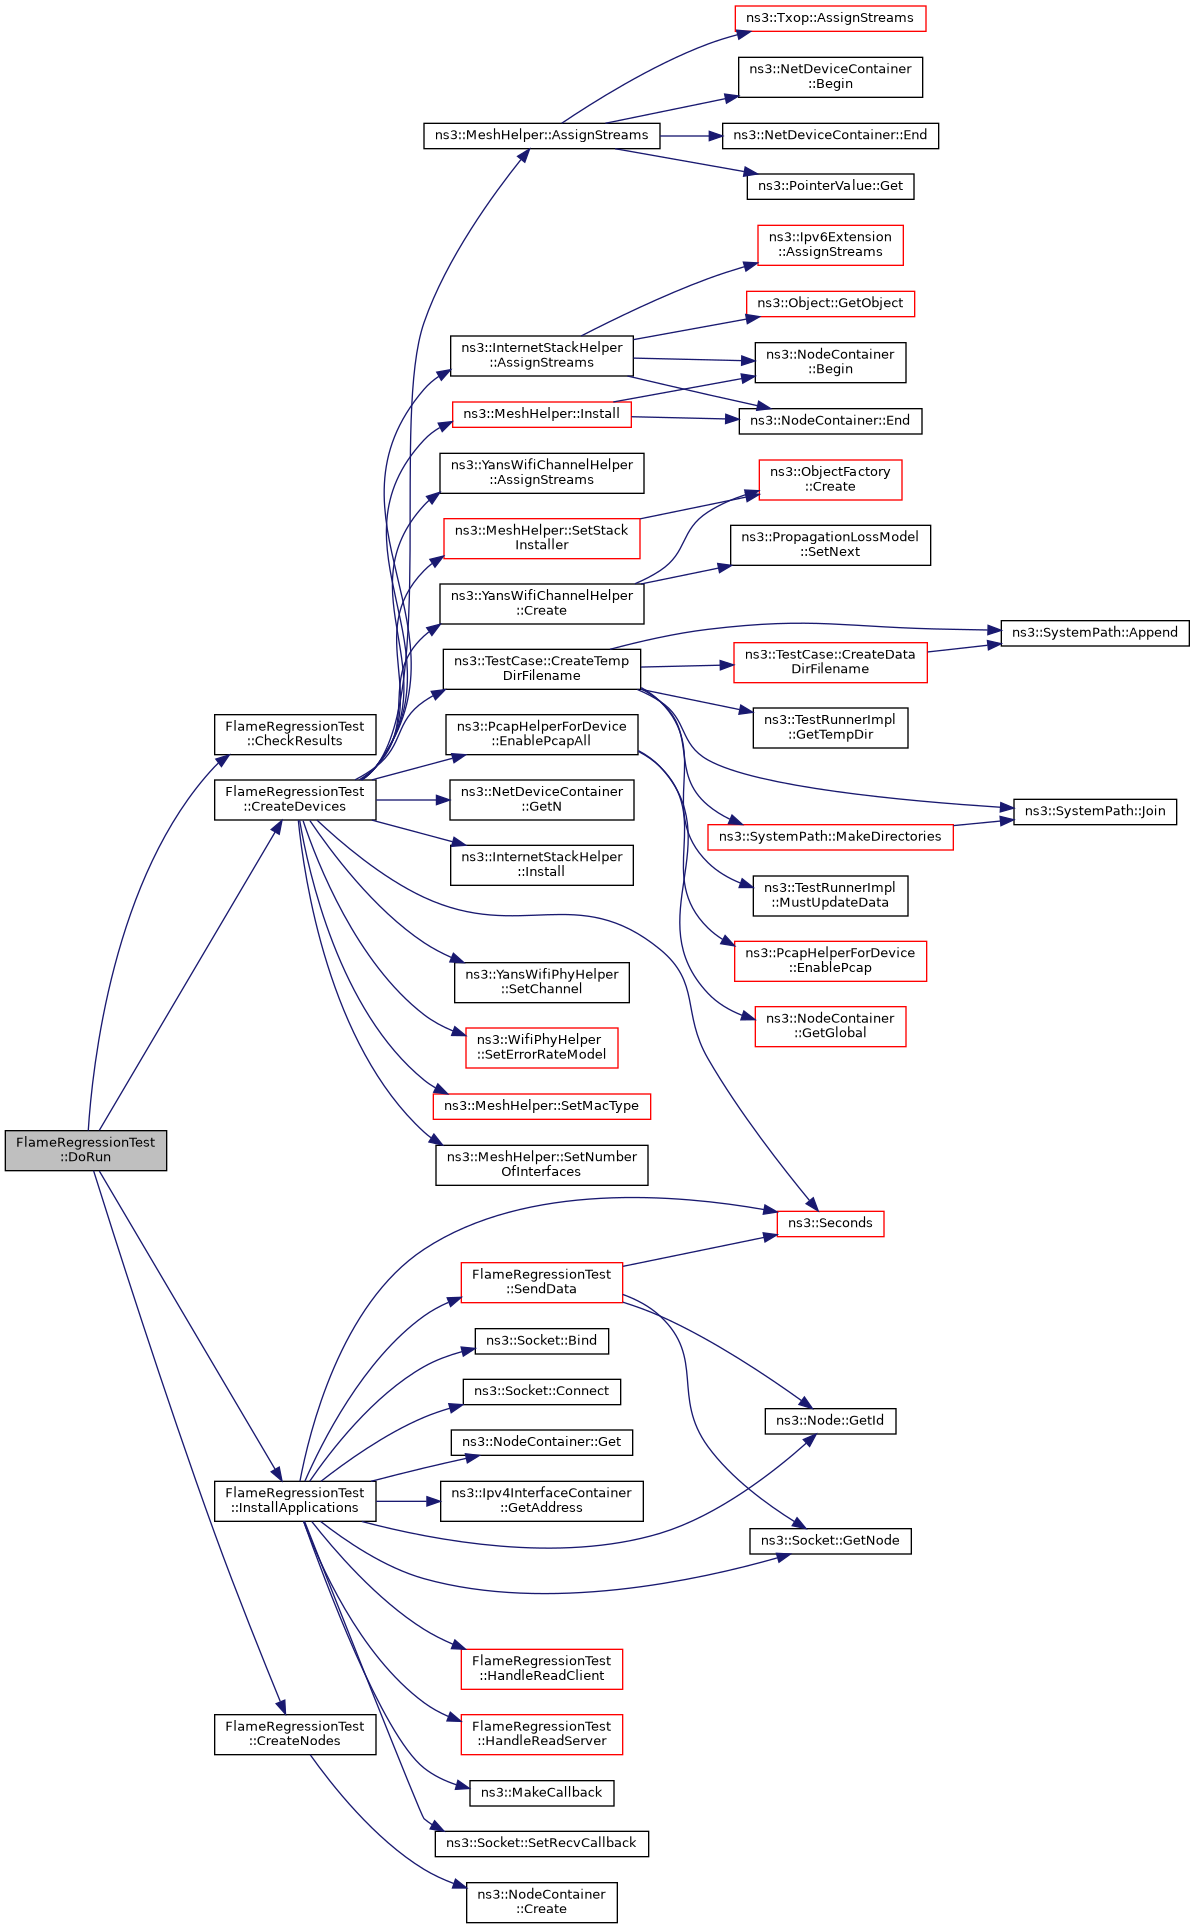 ns3::Txop::AssignStreams
ns3::NetDeviceContainer
::Begin
ns3::MeshHelper::AssignStreams
ns3::NetDeviceContainer::End
ns3::PointerValue::Get
ns3::Ipv6Extension
::AssignStreams
ns3::Object::GetObject
ns3::InternetStackHelper
::AssignStreams
ns3::NodeContainer
::Begin
ns3::MeshHelper::Install
ns3::NodeContainer::End
ns3::YansWifiChannelHelper
::AssignStreams
ns3::ObjectFactory
::Create
ns3::MeshHelper::SetStack
Installer
ns3::PropagationLossModel
::SetNext
ns3::YansWifiChannelHelper
::Create
ns3::SystemPath::Append
ns3::TestCase::CreateTemp
DirFilename
ns3::TestCase::CreateData
DirFilename
ns3::TestRunnerImpl
::GetTempDir
FlameRegressionTest
::CheckResults
ns3::PcapHelperForDevice
::EnablePcapAll
FlameRegressionTest
::CreateDevices
ns3::NetDeviceContainer
::GetN
ns3::SystemPath::Join
ns3::SystemPath::MakeDirectories
ns3::InternetStackHelper
::Install
ns3::TestRunnerImpl
::MustUpdateData
ns3::PcapHelperForDevice
::EnablePcap
ns3::YansWifiPhyHelper
::SetChannel
ns3::NodeContainer
::GetGlobal
ns3::WifiPhyHelper
::SetErrorRateModel
ns3::MeshHelper::SetMacType
FlameRegressionTest
::DoRun
ns3::MeshHelper::SetNumber
OfInterfaces
ns3::Seconds
FlameRegressionTest
::SendData
ns3::Socket::Bind
ns3::Socket::Connect
ns3::Node::GetId
ns3::NodeContainer::Get
FlameRegressionTest
::InstallApplications
ns3::Ipv4InterfaceContainer
::GetAddress
ns3::Socket::GetNode
FlameRegressionTest
::HandleReadClient
FlameRegressionTest
::HandleReadServer
FlameRegressionTest
::CreateNodes
ns3::MakeCallback
ns3::Socket::SetRecvCallback
ns3::NodeContainer
::Create